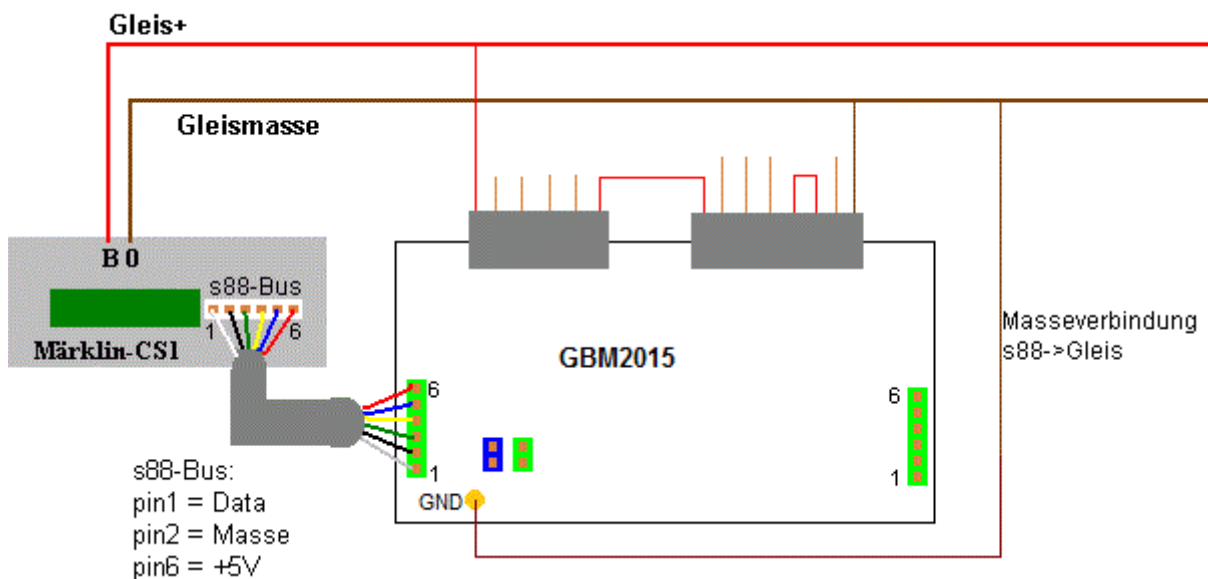 Gleis+
Gleismasse
B 0
s88-Bus
1 6
Märklin-CS1
GBM2015
Masseverbindung
s88->Gleis
6
6
1
1
GND
s88-Bus:
pin1 = Data
pin2 = Masse
pin6 = +5V